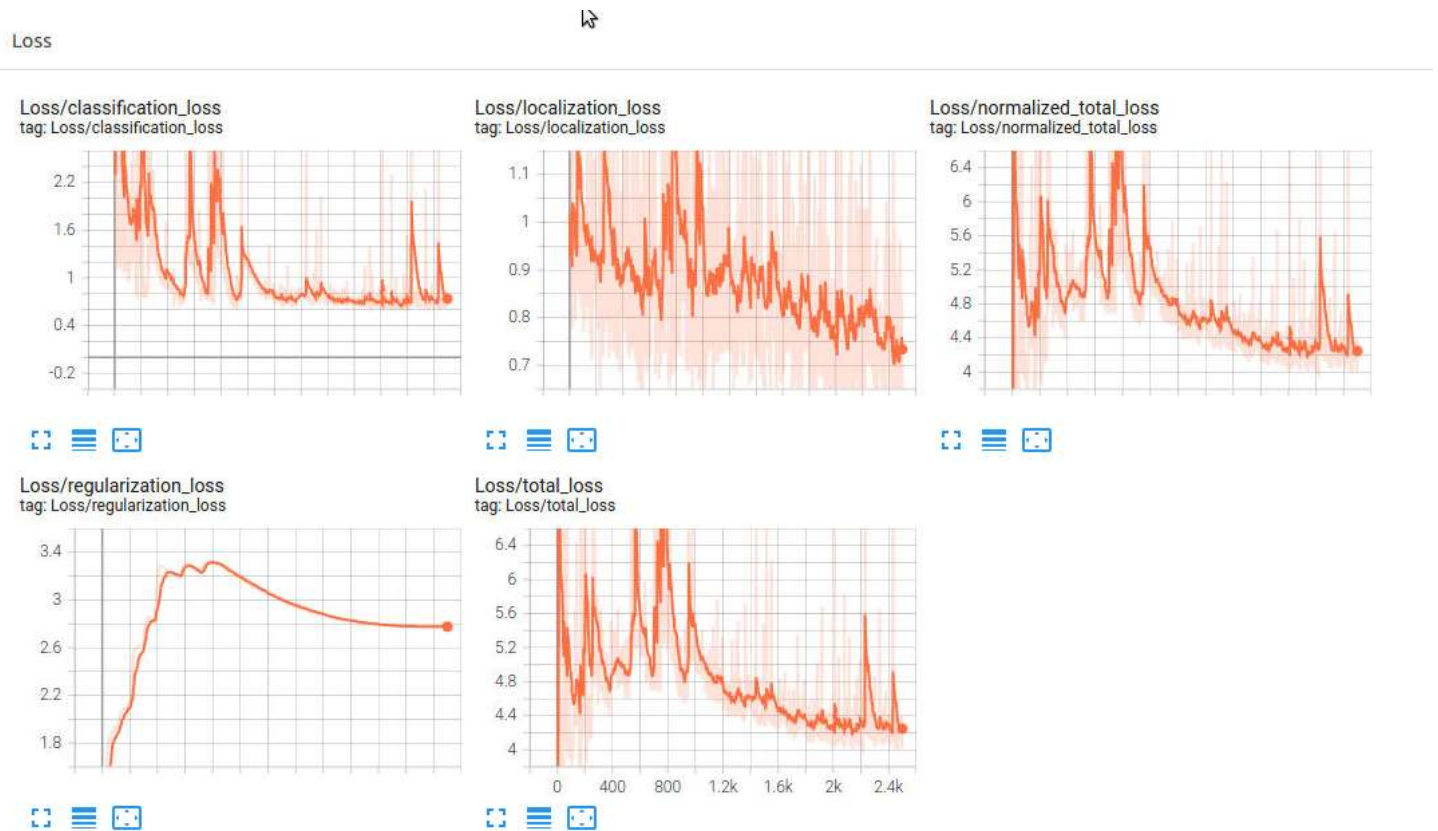 Loss
Loss/classification_loss
tag: Loss/classification_loss
2.2
1.6
1
0.4
-0.2
Loss/localization_loss
tag: Loss/localization_loss
1.1
1
0.9
0.8
0.7
Loss/normalized_total_loss
tag: Loss/normalized_total_loss
6.4
6
5.6
5.2
4.8
4.4
4
Loss/regularization_loss
tag: Loss/regularization_loss
3.4
3
2.6
2.2
1.8
Loss/total_loss
tag: Loss/total_loss
6.4
6
5.6
5.2
4.8
4.4
4
0 400 800 1.2k 1.6k 2k 2.4k